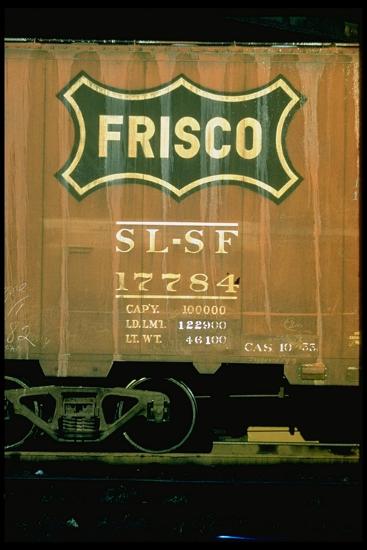 FRISCO
SL-SF
17784
CAP'Y. 100000
LD.LMT. 122900
LT. WT. 46100
CAS 10 55